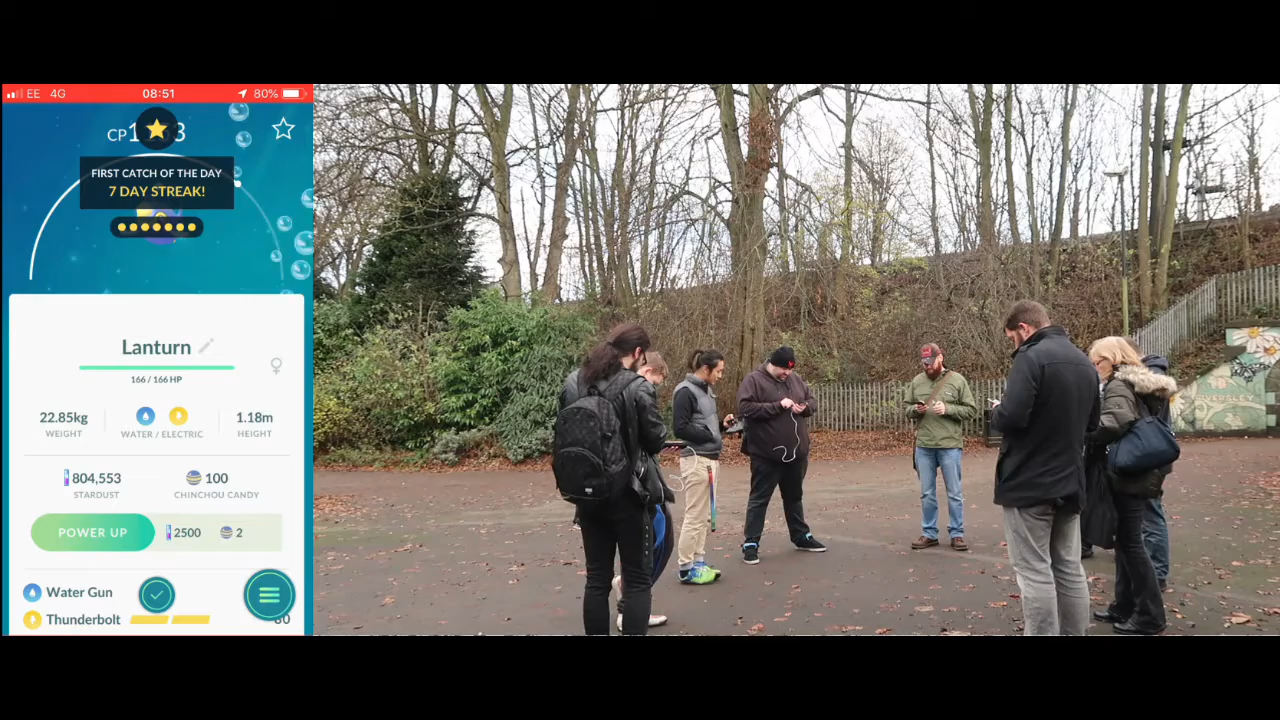 EE 4G 08:51 80%
CP
FIRST CATCH OF THE DAY
7 DAY STREAK!
Lanturn
166 / 166 HP
22.85kg 1.18m
WEIGHT WATER / ELECTRIC HEIGHT
804,553 100
STARDUST CHINCHOU CANDY
POWER UP 2500 2
Water Gun
Thunderbolt